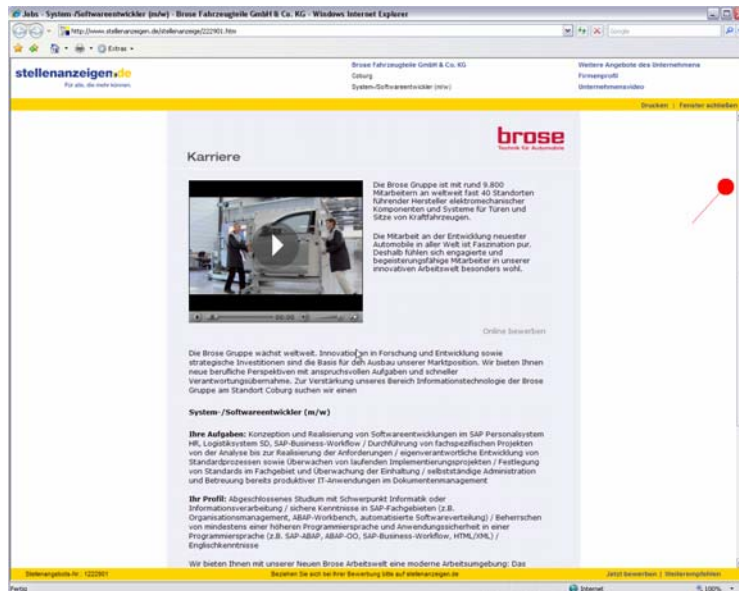 Jobs - System-/Softwareentwickler (m/w) - Brose Fahrzeugteile GmbH & Co. KG - Windows Internet Explorer
http://www.stellenanzeigen.de/stellenanzeige/222901.htm
Google
Extras
stellenanzeigen.de
Für alle, die mehr können.
Brose Fahrzeugteile GmbH & Co. KG
Coburg
System-/Softwareentwickler (m/w)
Weitere Angebote des Unternehmens
Firmenprofil
Unternehmensvideo
Drucken | Fenster schließen
brose
Technik für Automobile
Karriere
Die Brose Gruppe ist mit rund 9.800
Mitarbeitern an weltweit fast 40 Standorten
führender Hersteller elektromechanischer
Komponenten und Systeme für Türen und
Sitze von Kraftfahrzeugen.
Die Mitarbeit an der Entwicklung neuester
Automobile in aller Welt ist Faszination pur.
Deshalb fühlen sich engagierte und
begeisterungsfähige Mitarbeiter in unserer
innovativen Arbeitswelt besonders wohl.
00:00
Online bewerben
Die Brose Gruppe wächst weltweit. Innovationen in Forschung und Entwicklung sowie
strategische Investitionen sind die Basis für den Ausbau unserer Marktposition. Wir bieten Ihnen
neue berufliche Perspektiven mit anspruchsvollen Aufgaben und schneller
Verantwortungsübernahme. Zur Verstärkung unseres Bereich Informationstechnologie der Brose
Gruppe am Standort Coburg suchen wir einen
System-/Softwareentwickler (m/w)
Ihre Aufgaben: Konzeption und Realisierung von Softwareentwicklungen im SAP Personalsystem
HR, Logistiksystem SD, SAP-Business-Workflow / Durchführung von fachspezifischen Projekten
von der Analyse bis zur Realisierung der Anforderungen / eigenverantwortliche Entwicklung von
Standardprozessen sowie Überwachen von laufenden Implementierungsprojekten / Festlegung
von Standards im Fachgebiet und Überwachung der Einhaltung / selbstständige Administration
und Betreuung bereits produktiver IT-Anwendungen im Dokumentenmanagement
Ihr Profil: Abgeschlossenes Studium mit Schwerpunkt Informatik oder
Informationsverarbeitung / sichere Kenntnisse in SAP-Fachgebieten (z.B.
Organisationsmanagement, ABAP-Workbench, automatisierte Softwareverteilung) / Beherrschen
von mindestens einer höheren Programmiersprache und Anwendungssicherheit in einer
Programmiersprache (z.B. SAP-ABAP, ABAP-OO, SAP-Business-Workflow, HTML/XML) /
Englischkenntnisse
Wir bieten Ihnen mit unserer Neuen Brose Arbeitswelt eine moderne Arbeitsumgebung: Das
Stellenangebots-Nr.: 1222901
Beziehen Sie sich bei Ihrer Bewerbung bitte auf stellenanzeigen.de
Jetzt bewerben | Weiterempfehlen
Fertig
Internet
100%